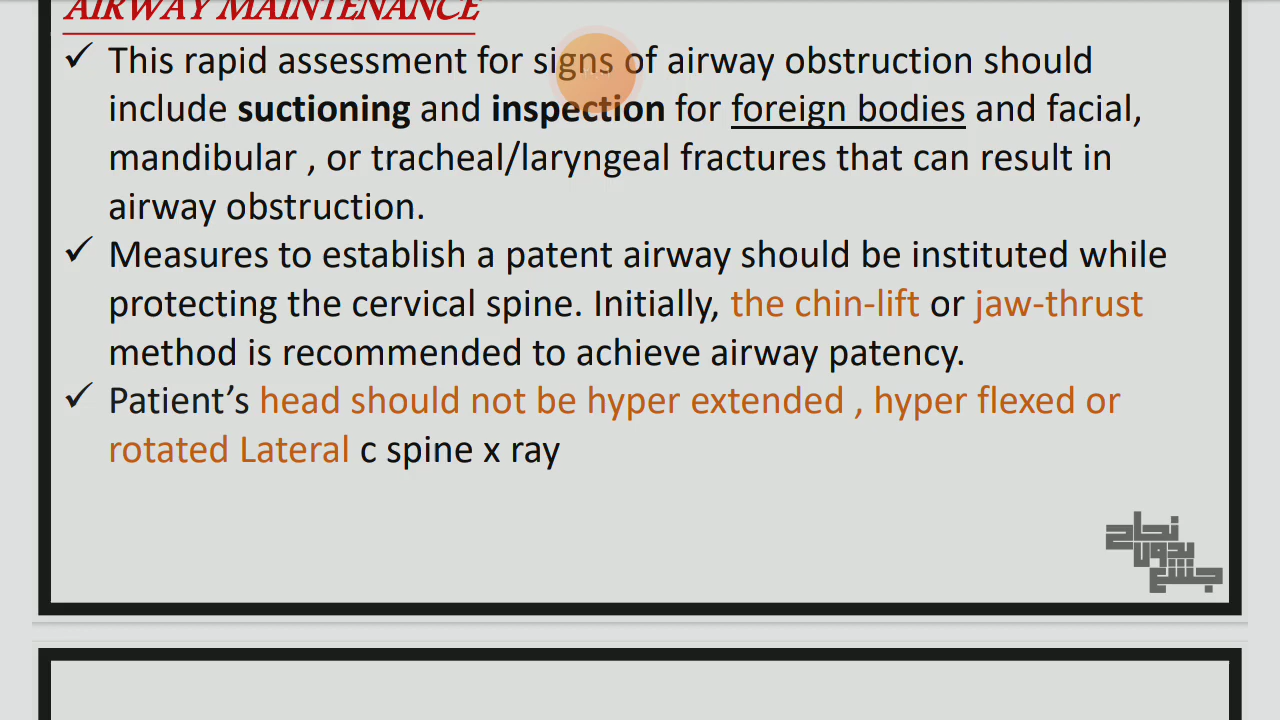 AIRWAY MAINTENANCE
✓ This rapid assessment for signs of airway obstruction should
include suctioning and inspection for foreign bodies and facial,
mandibular , or tracheal/laryngeal fractures that can result in
airway obstruction.
✓ Measures to establish a patent airway should be instituted while
protecting the cervical spine. Initially, the chin-lift or jaw-thrust
method is recommended to achieve airway patency.
✓ Patient’s head should not be hyper extended , hyper flexed or
rotated Lateral c spine x ray
نجاح
بدون
جشع